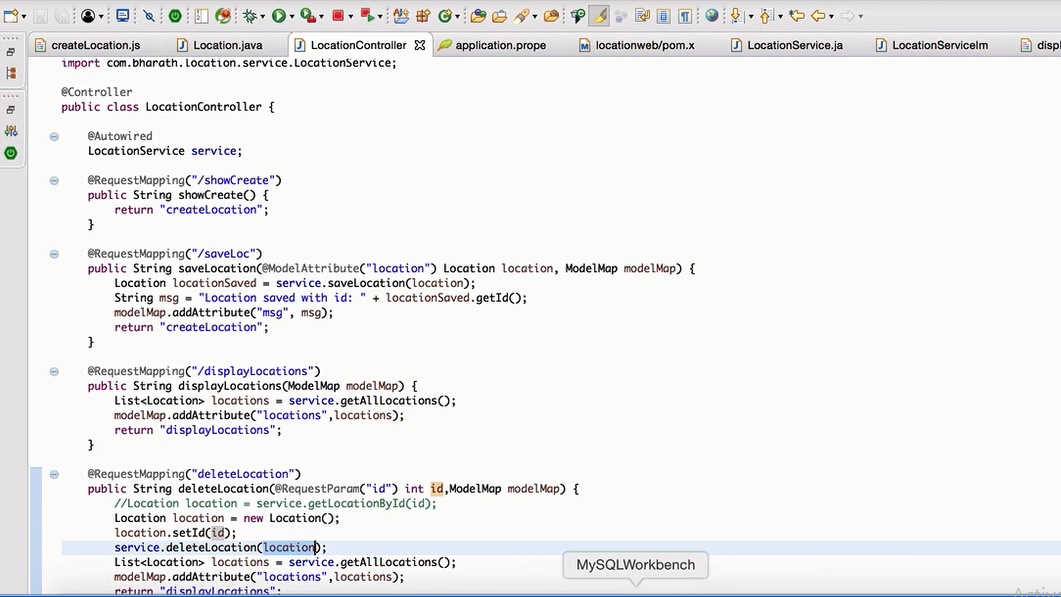 createLocation.js
Location.java
LocationController
application.prope
locationweb/pom.x
LocationService.ja
LocationServiceIm
displ
import com.bharath.location.service.LocationService;
@Controller
public class LocationController {
@Autowired
LocationService service;
@RequestMapping("/showCreate")
public String showCreate() {
return "createLocation";
}
@RequestMapping("/saveLoc")
public String saveLocation(@ModelAttribute("location") Location location, ModelMap modelMap) {
Location locationSaved = service.saveLocation(location);
String msg = "Location saved with id: " + locationSaved.getId();
modelMap.addAttribute("msg", msg);
return "createLocation";
}
@RequestMapping("/displayLocations")
public String displayLocations(ModelMap modelMap) {
List<Location> locations = service.getAllLocations();
modelMap.addAttribute("locations",locations);
return "displayLocations";
}
@RequestMapping("deleteLocation")
public String deleteLocation(@RequestParam("id") int id,ModelMap modelMap) {
//Location location = service.getLocationById(id);
Location location = new Location();
location.setId(id);
service.deleteLocation(location);
List<Location> locations = service.getAllLocations();
modelMap.addAttribute("locations",locations);
return "displayLocations";
MySQLWorkbench